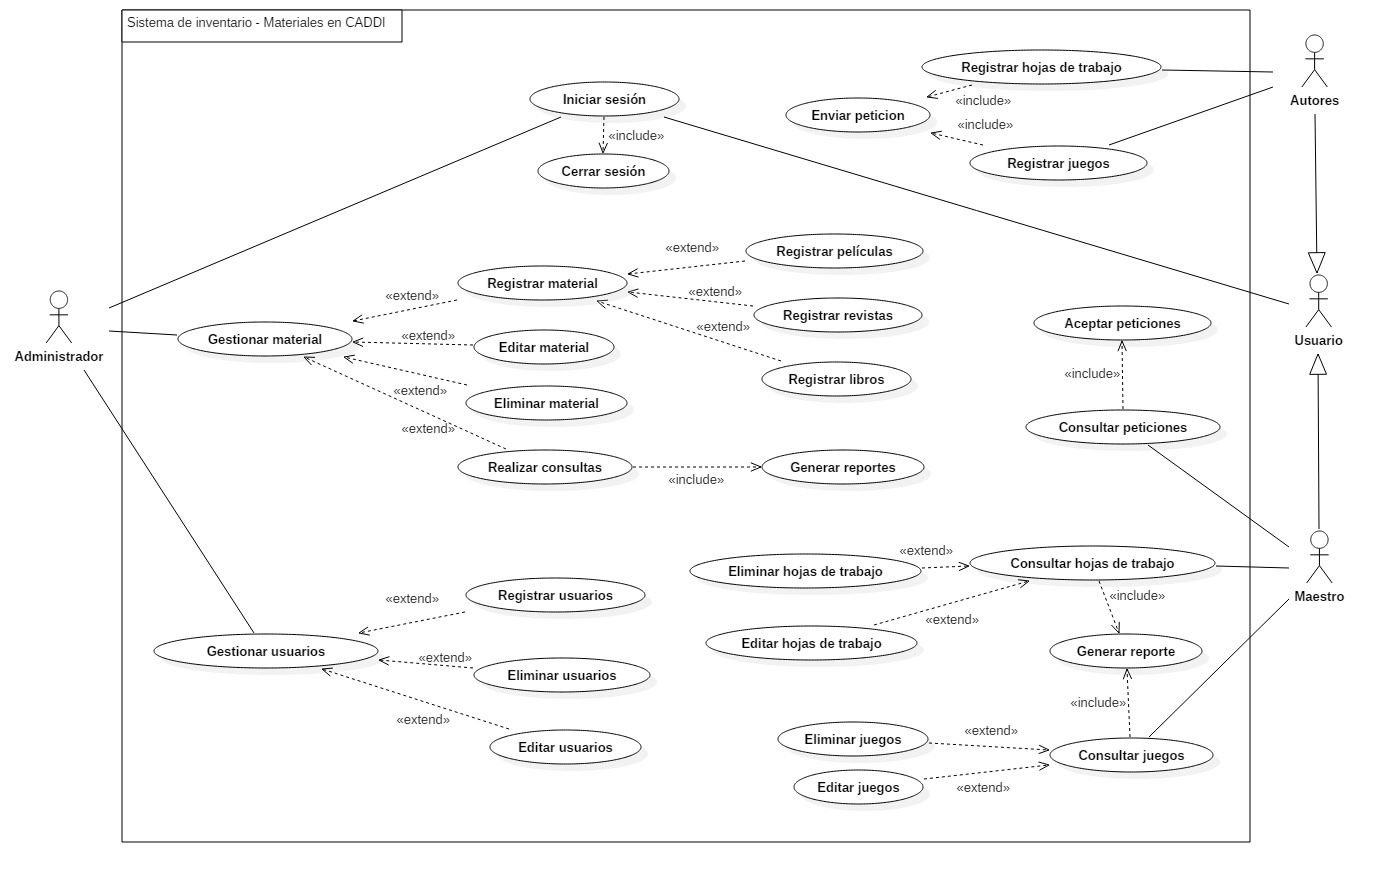 Sistema de inventario - Materiales en CADDI
Registrar hojas de trabajo
Iniciar sesión
«include»
Autores
Enviar peticion
«include»
«include»
Cerrar sesión
Registrar juegos
«extend»
Registrar películas
Registrar material
«extend»
«extend»
Registrar revistas
Aceptar peticiones
«extend»
Usuario
Gestionar material
«extend»
Editar material
Administrador
«include»
Registrar libros
«extend»
Eliminar material
«extend»
Consultar peticiones
Realizar consultas
Generar reportes
«include»
«extend»
Consultar hojas de trabajo
Eliminar hojas de trabajo
Registrar usuarios
«extend»
«include»
Maestro
«extend»
Editar hojas de trabajo
Gestionar usuarios
Generar reporte
«extend»
Eliminar usuarios
«include»
«extend»
«extend»
Eliminar juegos
Editar usuarios
Consultar juegos
Editar juegos
«extend»